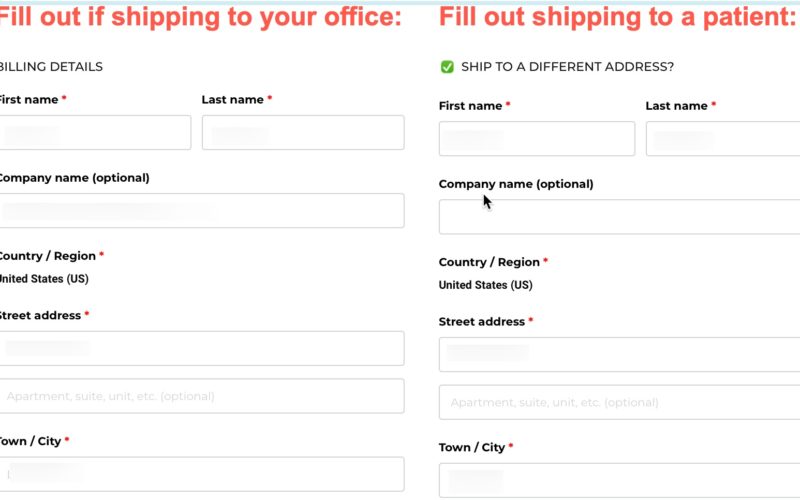 Fill out if shipping to your office:
BILLING DETAILS
First name *
Last name *
Company name (optional)
Country / Region *
United States (US)
Street address *
Apartment, suite, unit, etc. (optional)
Town / City *
Fill out shipping to a patient:
SHIP TO A DIFFERENT ADDRESS?
First name *
Last name *
Company name (optional)
Country / Region *
United States (US)
Street address *
Apartment, suite, unit, etc. (optional)
Town / City *